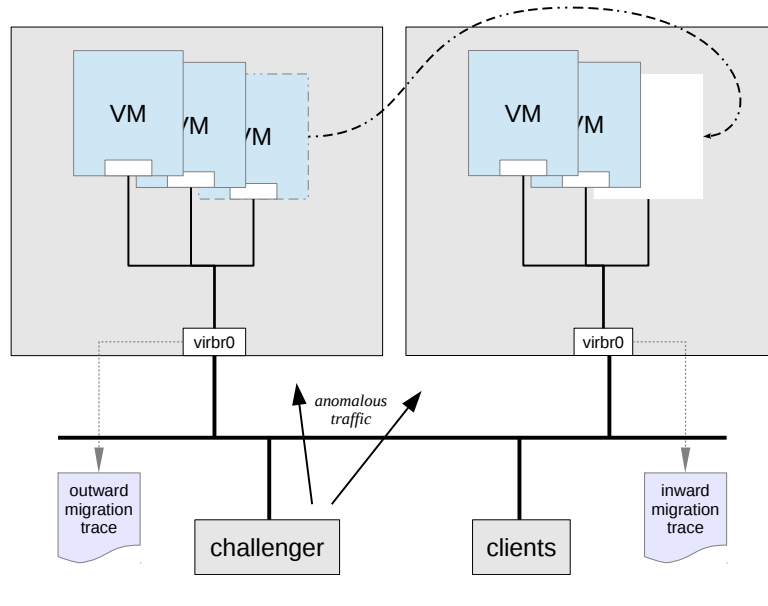 VM
VM
VM
VM
VM
virbr0
virbr0
anomalous
traffic
outward
migration
trace
inward
migration
trace
challenger
clients